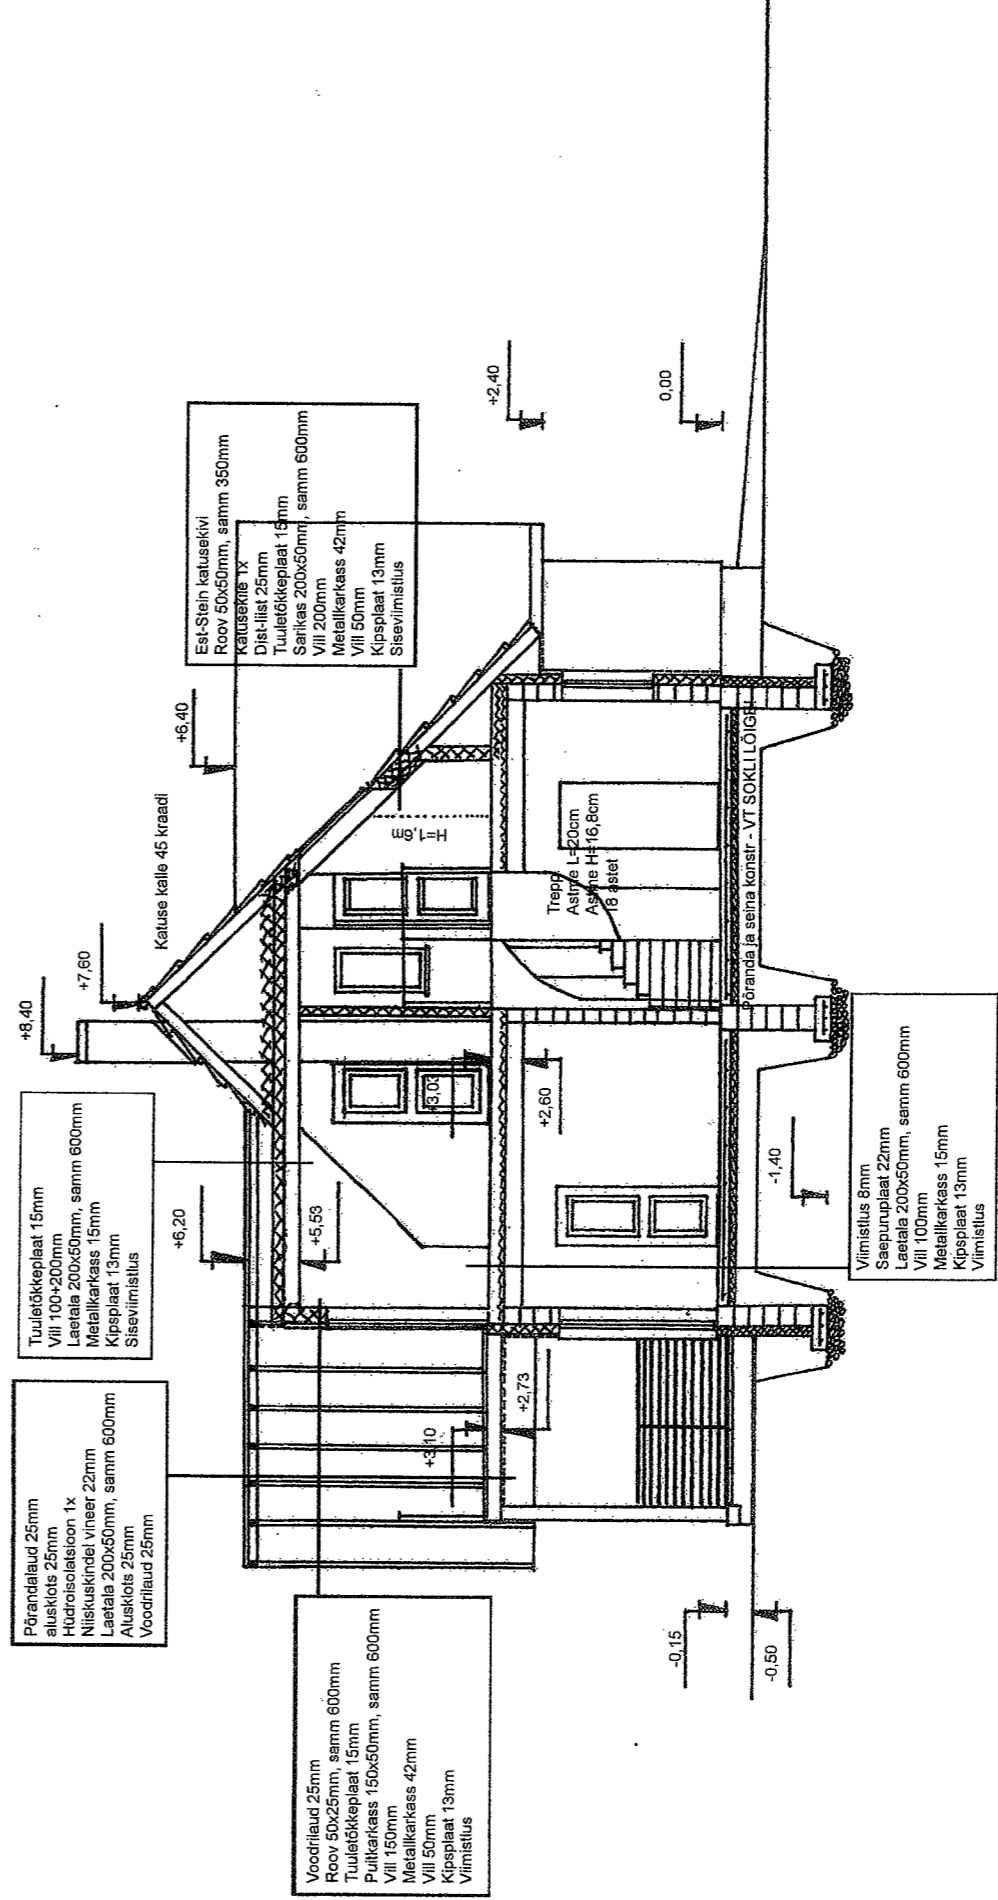 Põrandalaud 25mm
alusklots 25mm
Hüdroisolatsioon 1x
Niiskuskindel vineer 22mm
Laetala 200x50mm, samm 600mm
Alusklots 25mm
Voodrilaud 25mm
Tuuletõkkeplaat 15mm
Vill 100+200mm
Laetala 200x50mm, samm 600mm
Metallkarkass 15mm
Kipsplaat 13mm
Siseviimistlus
+8,40
+7,60
Katuse kalle 45 kraadi
+6,40
Est-Stein katusekivi
Roov 50x50mm, samm 350mm
Katusekile 1x
Dist-liist 25mm
Tuuletõkkeplaat 15mm
Sarikas 200x50mm, samm 600mm
Vill 200mm
Metallkarkass 42mm
Vill 50mm
Kipsplaat 13mm
Siseviimistlus
+6,20
+5,53
H=1,6m
+2,40
0,00
Voodrilaud 25mm
Roov 50x25mm, samm 600mm
Tuuletõkkeplaat 15mm
Puitkarkass 150x50mm, samm 600mm
Vill 150mm
Metallkarkass 42mm
Vill 50mm
Kipsplaat 13mm
Viimistlus
+3,10
+2,73
+3,03
+2,60
Trepp
Astme L=20cm
Astme H=16,8cm
18 astet
Põranda ja seina konstr - VT SOKLI LÕIGE!
-0,15
-0,50
-1,40
Viimistlus 8mm
Saepuruplaat 22mm
Laetala 200x50mm, samm 600mm
Vill 100mm
Metallkarkass 15mm
Kipsplaat 13mm
Viimistlus